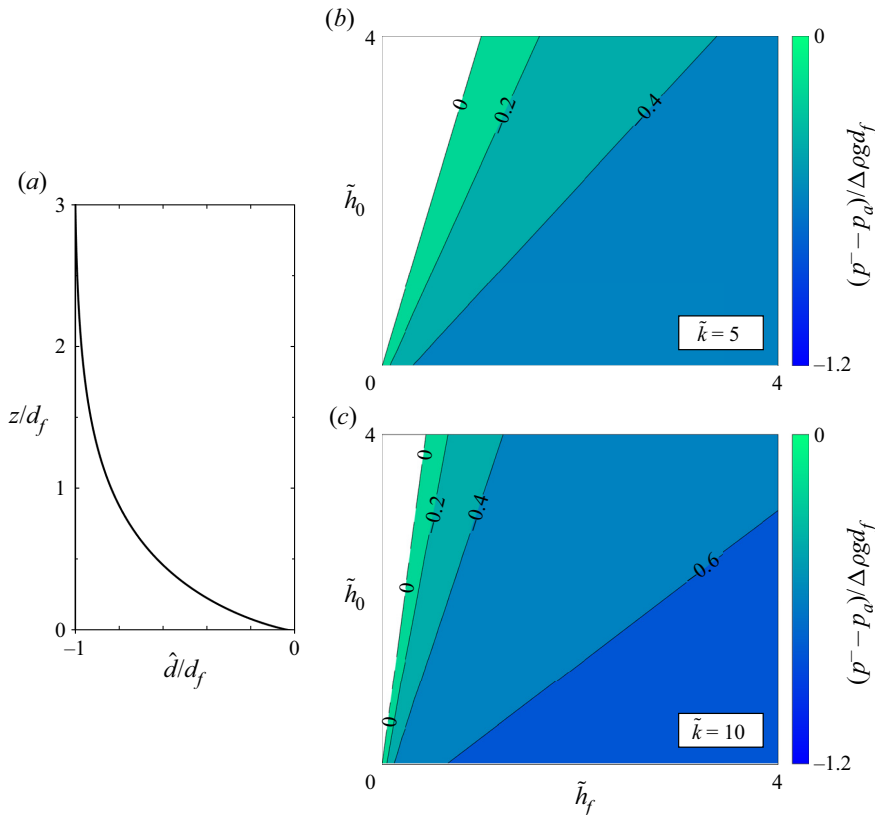 (a)
3
2
z/d_f
1
0
−1
0
d̂/d_f
(b)
4
h̃_0
0
−0.2
−0.4
k̃ = 5
0
4
0
(p⁻ − p_a)/Δρgd_f
−1.2
(c)
4
h̃_0
0
−0.2
−0.4
0
−0.6
0
k̃ = 10
0
4
h̃_f
0
(p⁻ − p_a)/Δρgd_f
−1.2